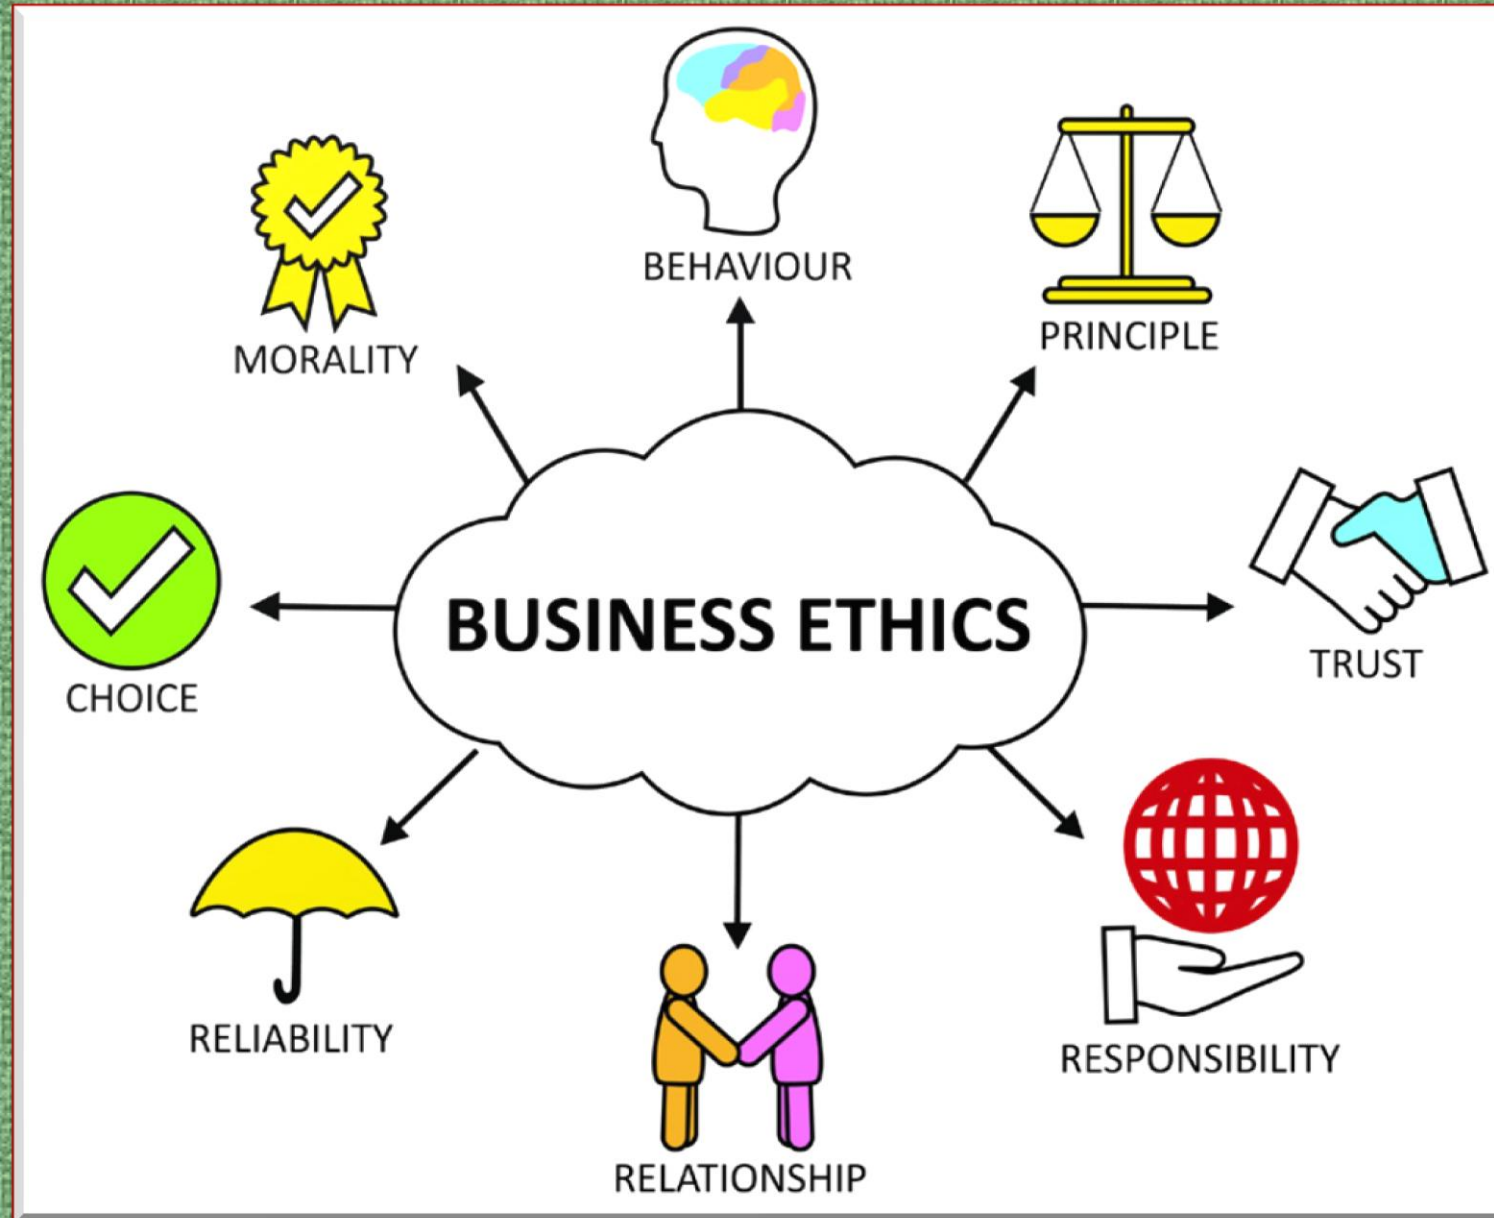 BEHAVIOUR
MORALITY
PRINCIPLE
BUSINESS ETHICS
TRUST
CHOICE
RELIABILITY
RESPONSIBILITY
RELATIONSHIP